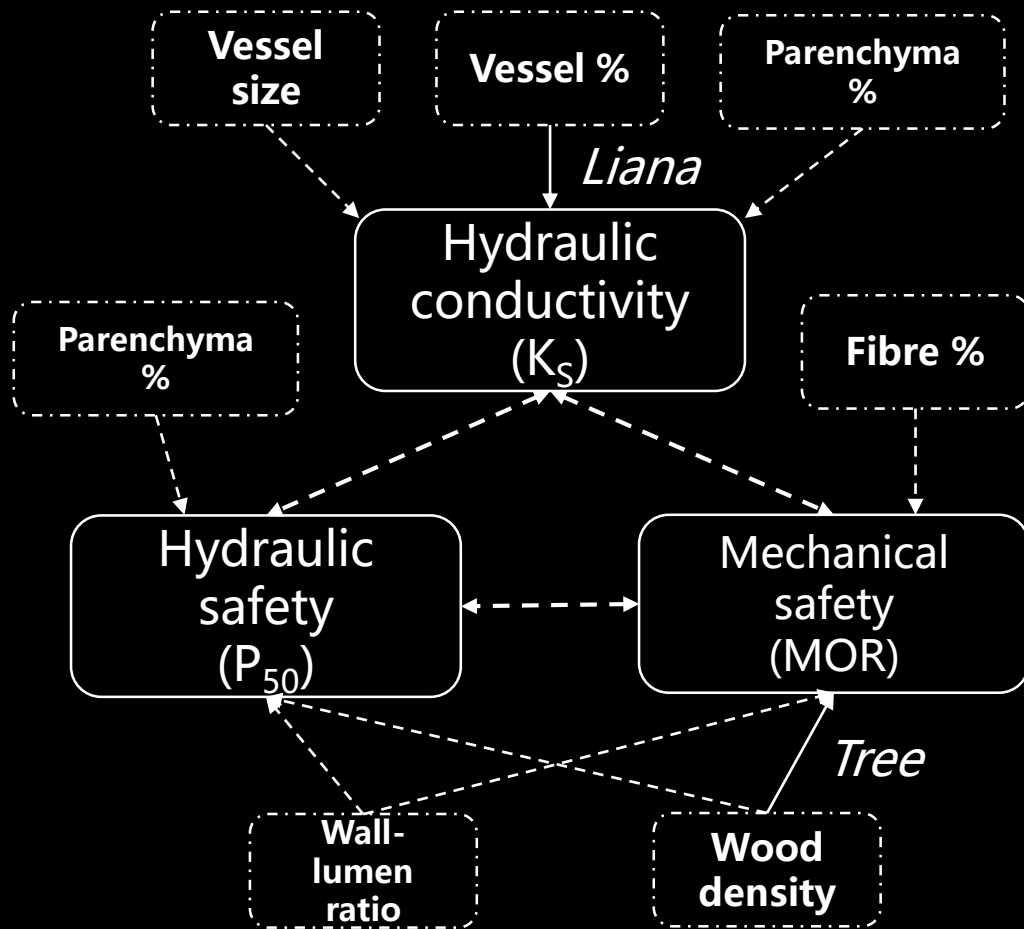 Vessel
size
Vessel %
Parenchyma
%
Liana
Hydraulic
conductivity
(K_S)
Parenchyma
%
Fibre %
Hydraulic
safety
(P_50)
Mechanical
safety
(MOR)
Tree
Wall-
lumen
ratio
Wood
density